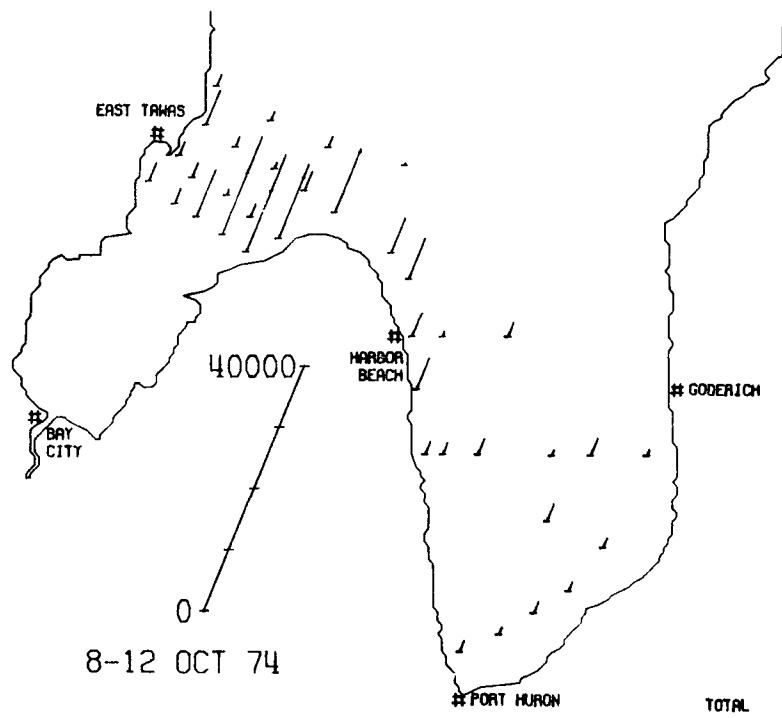 EAST TAWAS
40000
HARBOR
BEACH
GODERICH
BAY
CITY
0
8-12 OCT 74
PORT HURON
TOTAL